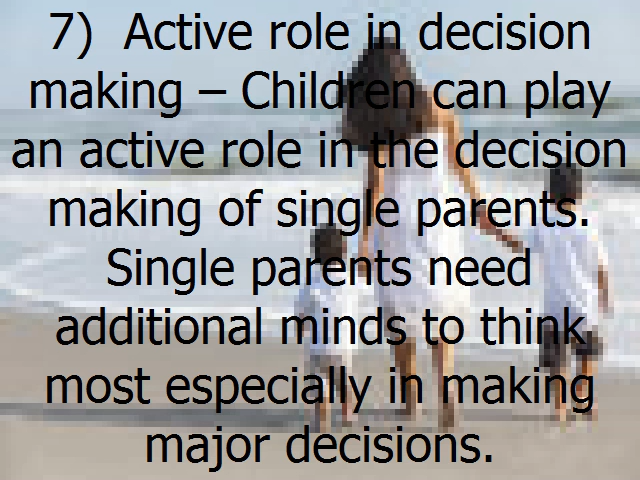 7)  Active role in decision
making – Children can play
an active role in the decision
making of single parents.
Single parents need
additional minds to think
most especially in making
major decisions.